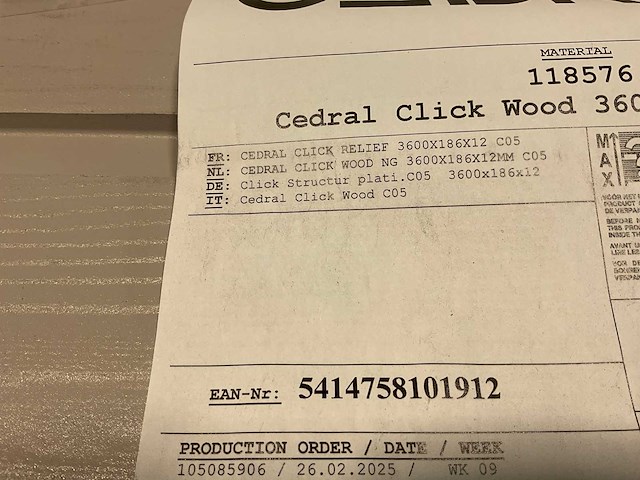 MATERIAL
118576
Cedral Click Wood 360
FR: CEDRAL CLICK RELIEF 3600X186X12 C05
NL: CEDRAL CLICK WOOD NG 3600X186X12MM C05
DE: Click Structur plati.C05 3600x186x12
IT: Cedral Click Wood C05
MAX
EAN-Nr: 5414758101912
PRODUCTION ORDER / DATE / WEEK
105085906 / 26.02.2025 / WK 09